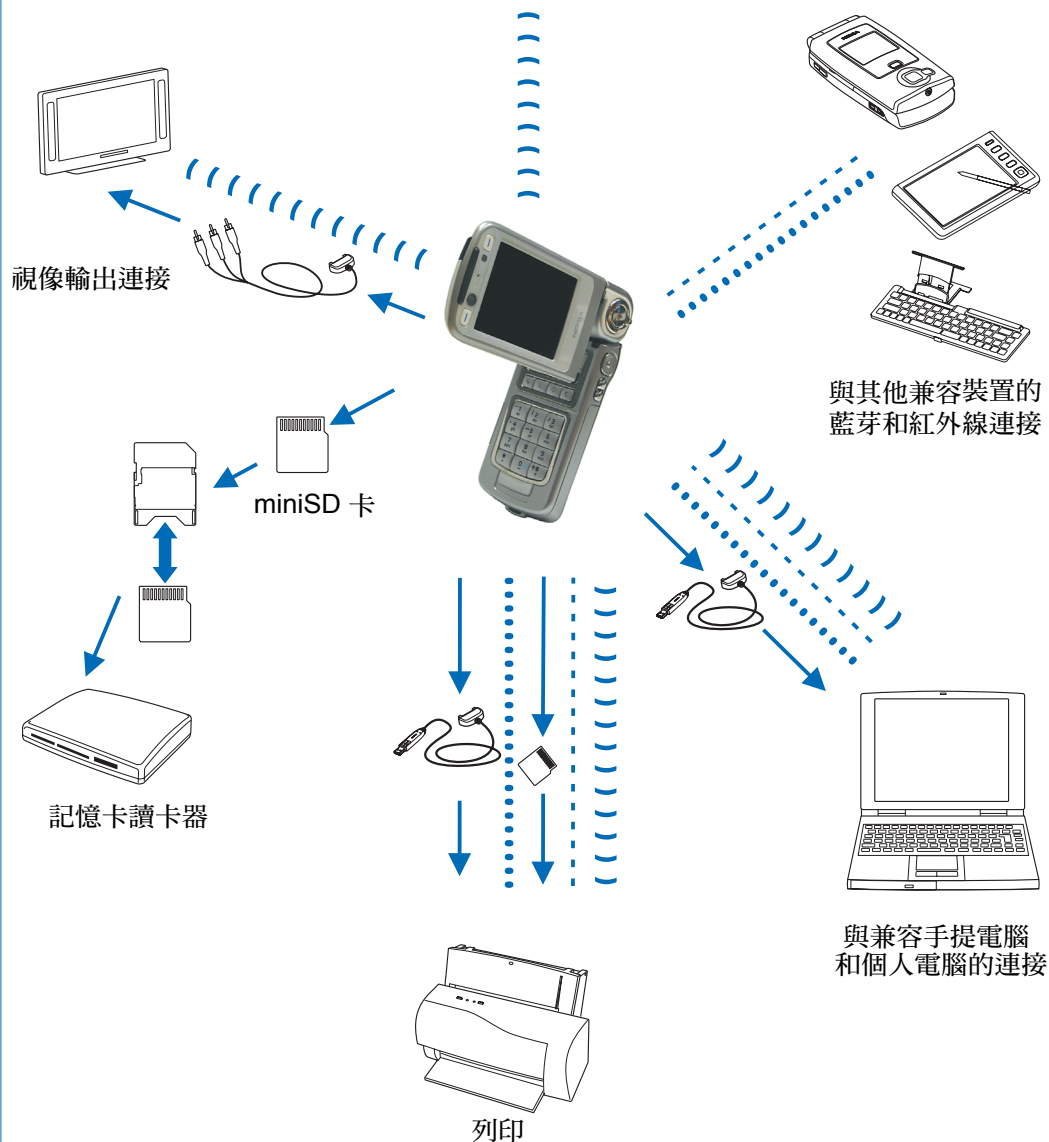 視像輸出連接
與其他兼容裝置的
藍芽和紅外線連接
miniSD 卡
記憶卡讀卡器
與兼容手提電腦
和個人電腦的連接
列印